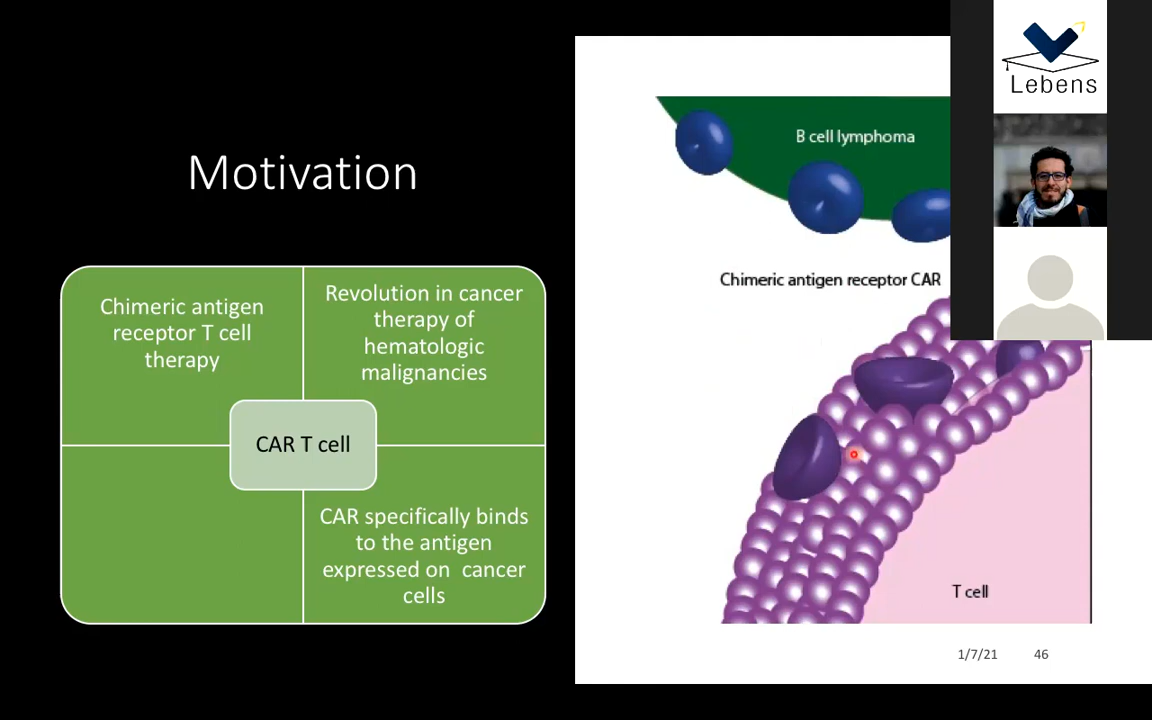 Motivation
Chimeric antigen
receptor T cell
therapy
Revolution in cancer
therapy of
hematologic
malignancies
CAR T cell
CAR specifically binds
to the antigen
expressed on cancer
cells
B cell lymphoma
Chimeric antigen receptor CAR
T cell
1/7/21
46
Lebens